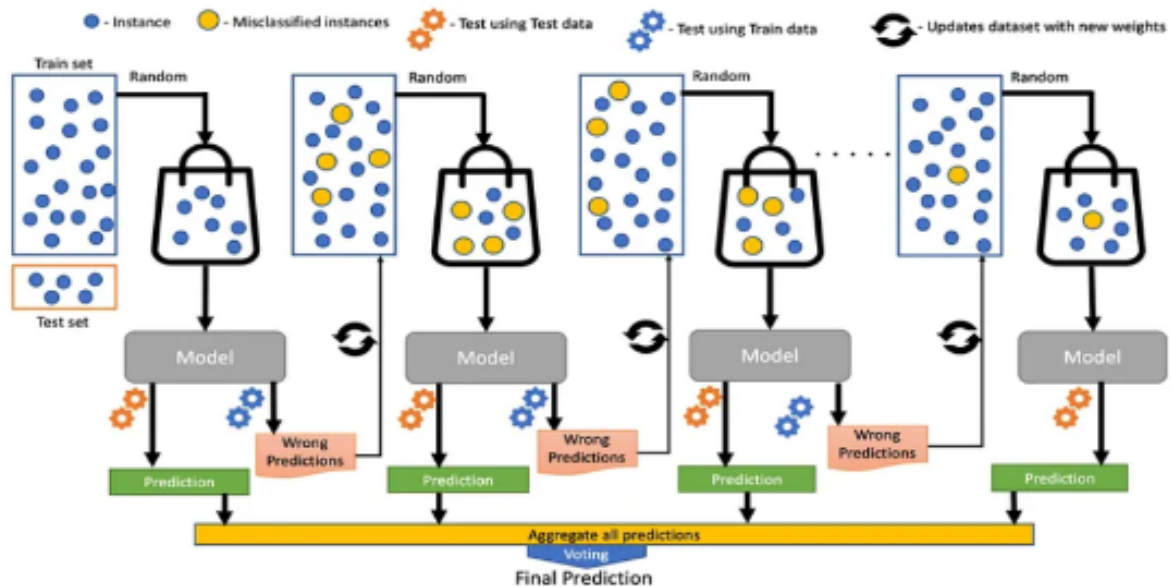 - Instance
- Misclassified instances
- Test using Test data
- Test using Train data
- Updates dataset with new weights
Train set
Random
Random
Random
Random
Test set
Model
Model
Model
Model
Wrong
Predictions
Wrong
Predictions
Wrong
Predictions
Prediction
Prediction
Prediction
Prediction
Aggregate all predictions
Voting
Final Prediction